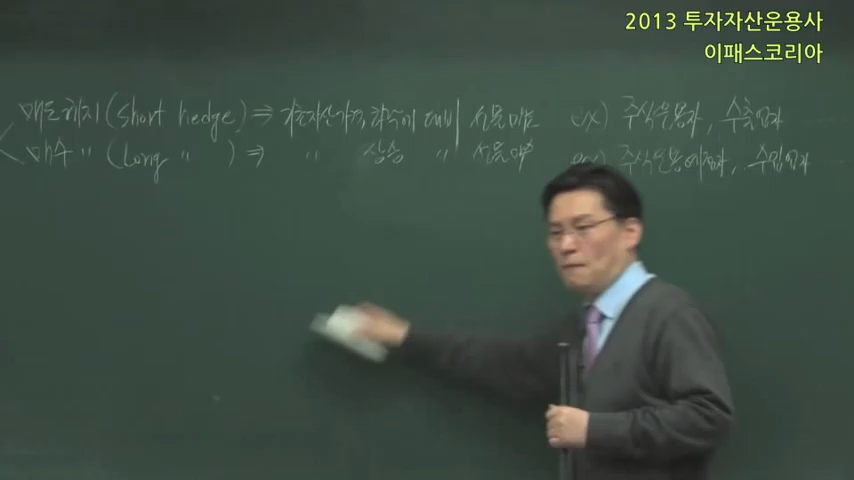 2013 투자자산운용사
이패스코리아
매도헤지 (short hedge) ⇒ 기초자산가격 하락에 대비 선물매도 ex) 주식운용자, 수출업자
매수 〃 (Long 〃 ) ⇒ 〃 상승 〃 선물매수 ex) 주식운용예정자, 수입업자